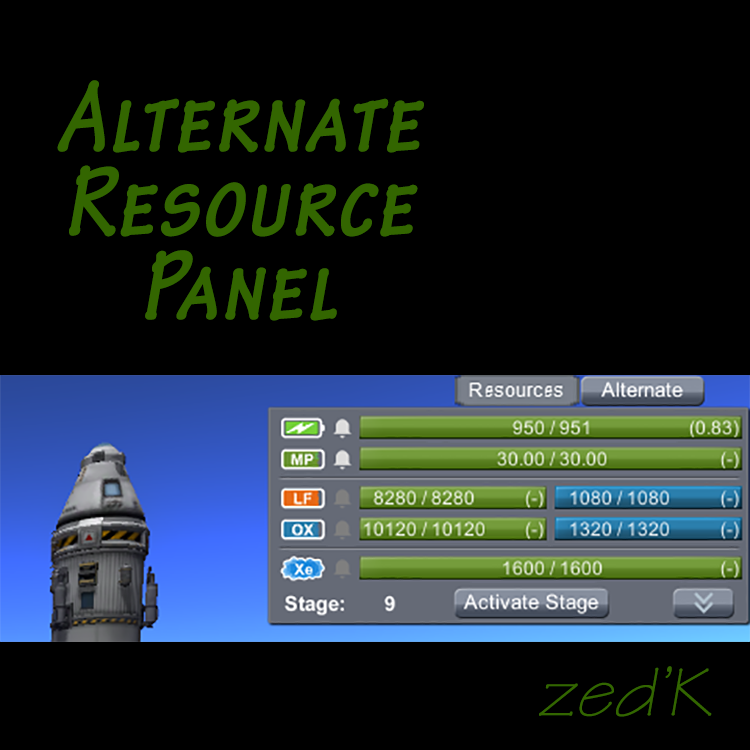 ALTERNATE
RESOURCE
PANEL
Resources Alternate
950 / 951 (0.83)
MP 30.00 / 30.00 (-)
LF 8280 / 8280 (-) 1080 / 1080 (-)
OX 10120 / 10120 (-) 1320 / 1320 (-)
Xe 1600 / 1600 (-)
Stage: 9 Activate Stage
zed'K